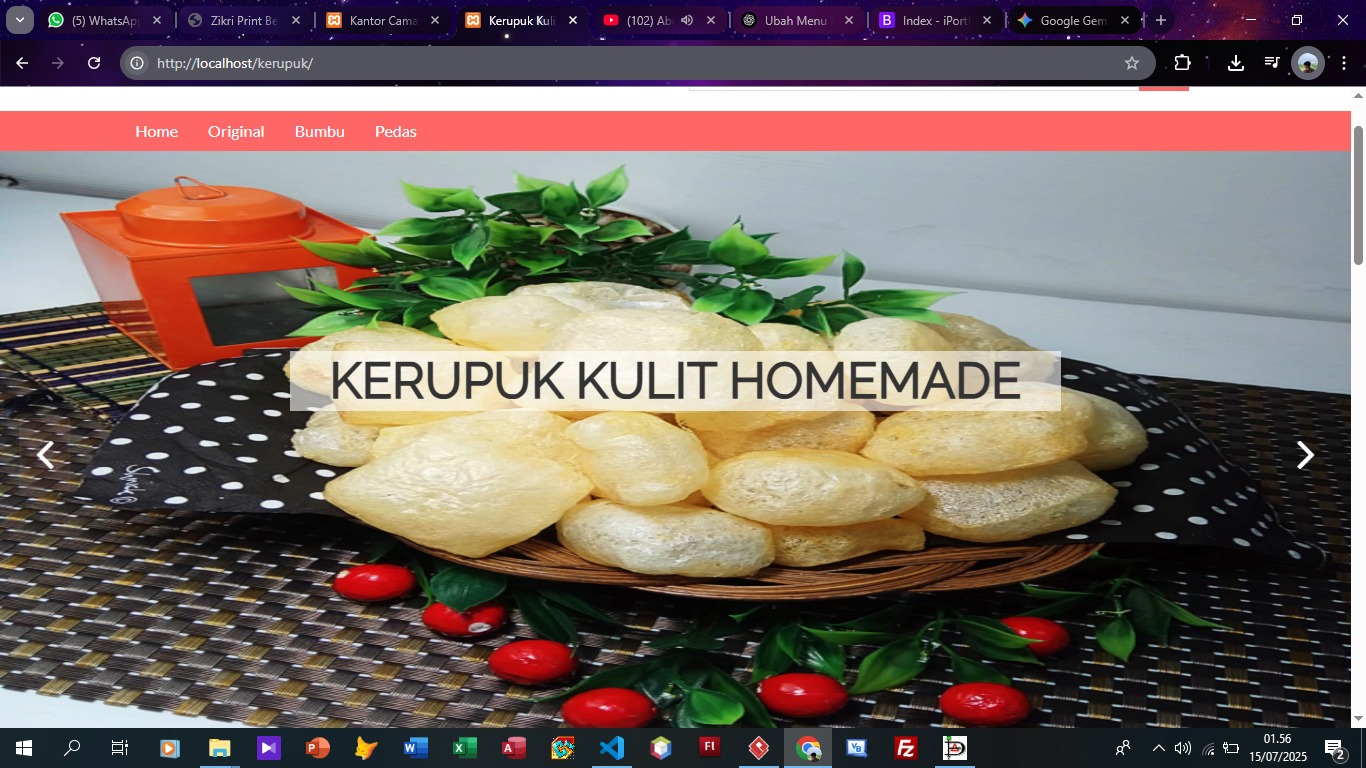 (5) WhatsAp
Zikri Print Be
Kantor Cama
Kerupuk Kuli
(102) Ab
Ubah Menu
Index - iPort
Google Gem
http://localhost/kerupuk/
Home Original Bumbu Pedas
KERUPUK KULIT HOMEMADE
01.56
15/07/2025
2